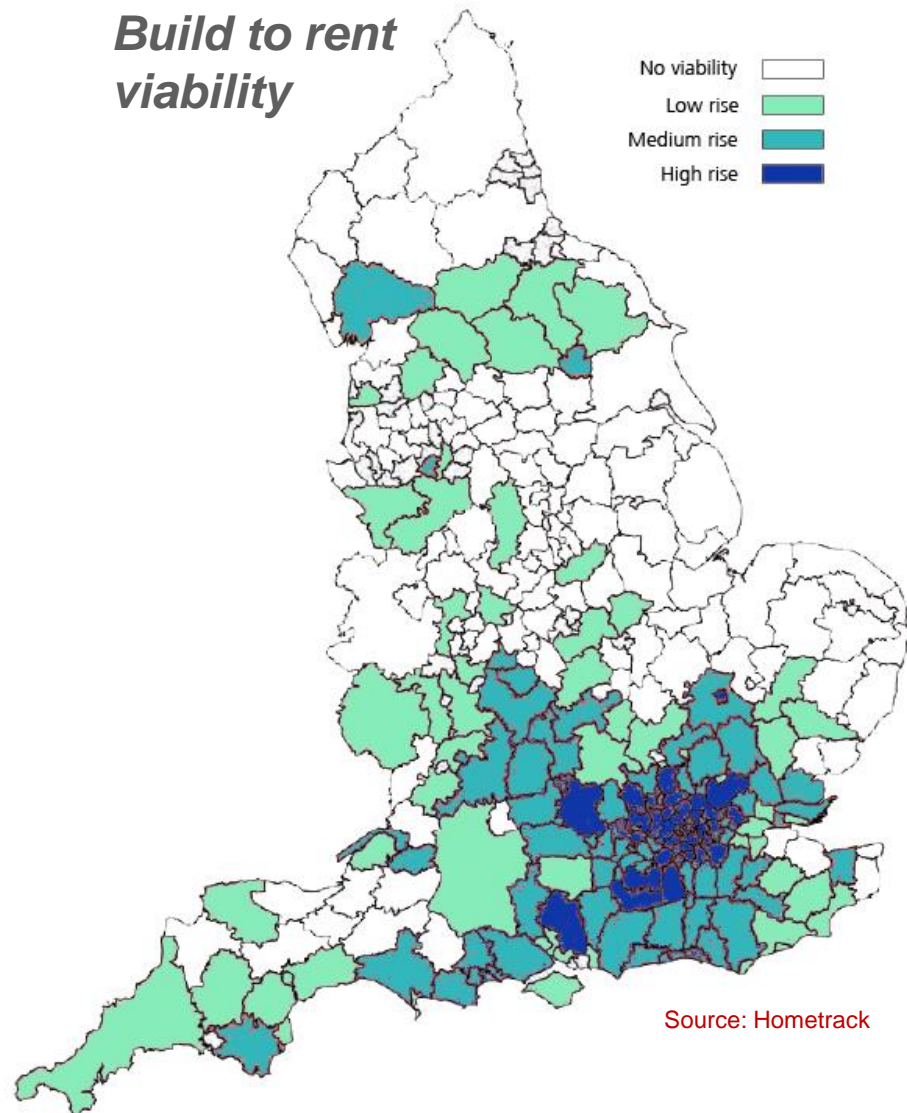 Build to rent
viability
No viability
Low rise
Medium rise
High rise
Source: Hometrack